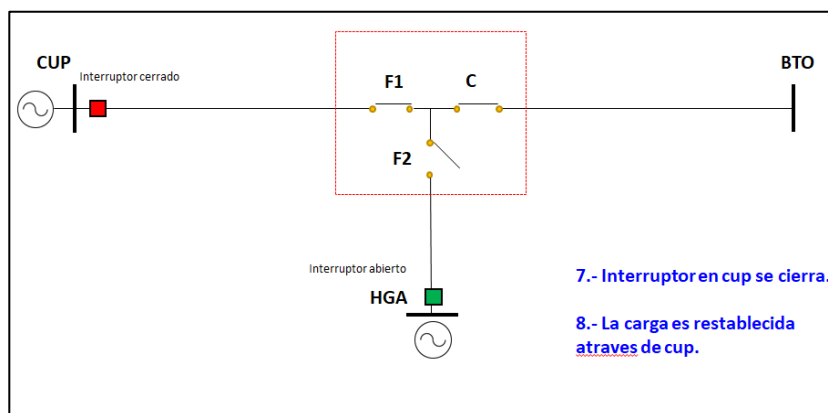 CUP
Interruptor cerrado
F1
C
BTO
F2
Interruptor abierto
HGA
7.- Interruptor en cup se cierra.
8.- La carga es restablecida
atraves de cup.